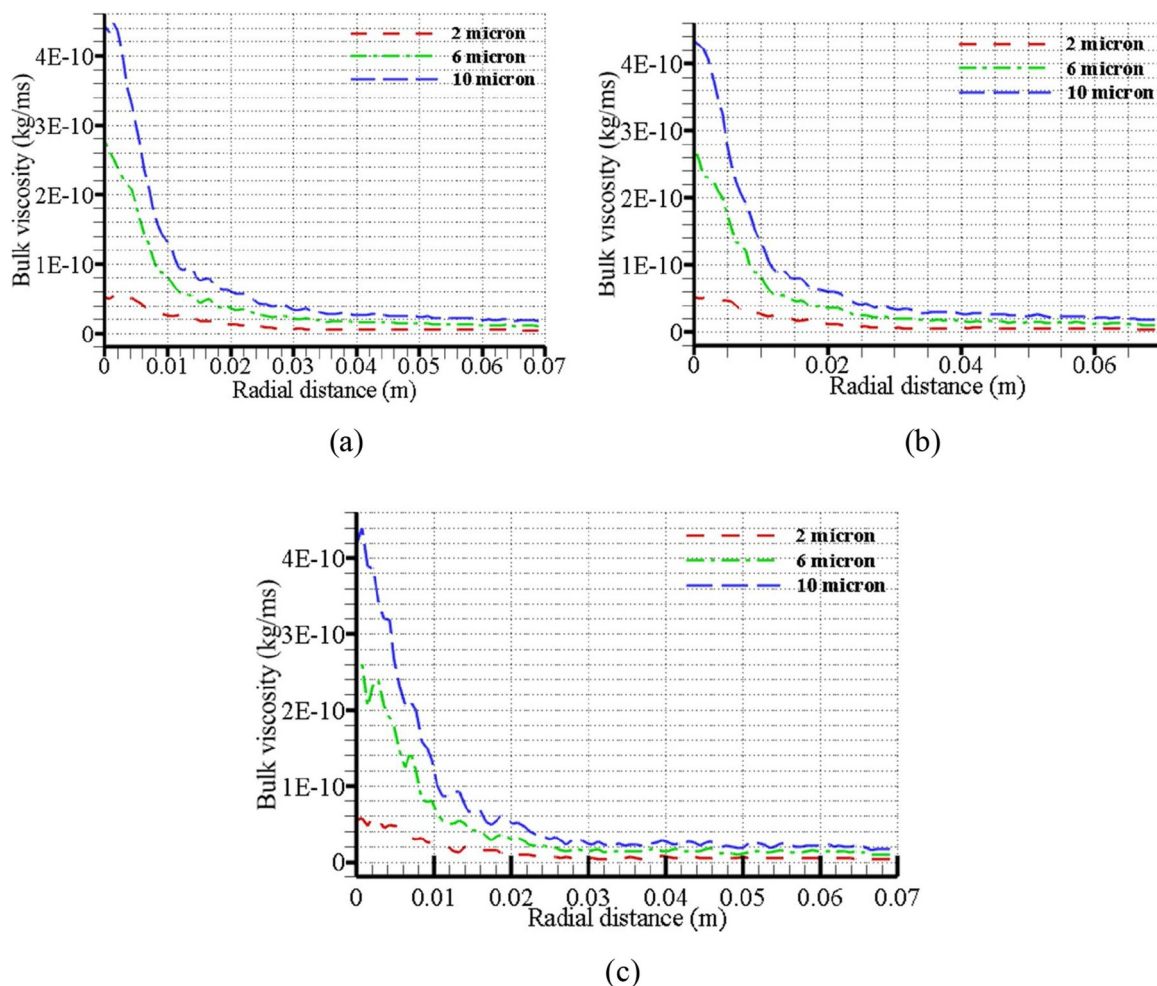 2 micron
6 micron
10 micron
Bulk viscosity (kg/ms)
4E-10
3E-10
2E-10
1E-10
0
0 0.01 0.02 0.03 0.04 0.05 0.06 0.07
Radial distance (m)
(a)
2 micron
6 micron
10 micron
Bulk viscosity (kg/ms)
4E-10
3E-10
2E-10
1E-10
0
0 0.02 0.04 0.06
Radial distance (m)
(b)
2 micron
6 micron
10 micron
Bulk viscosity (kg/ms)
4E-10
3E-10
2E-10
1E-10
0
0 0.01 0.02 0.03 0.04 0.05 0.06 0.07
Radial distance (m)
(c)